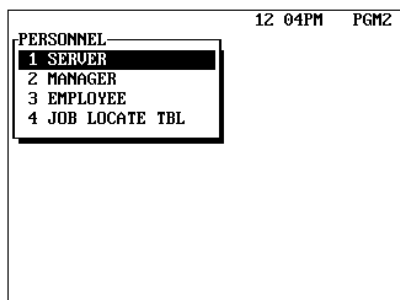 12 04PM PGM2
PERSONNEL
1 SERVER
2 MANAGER
3 EMPLOYEE
4 JOB LOCATE TBL